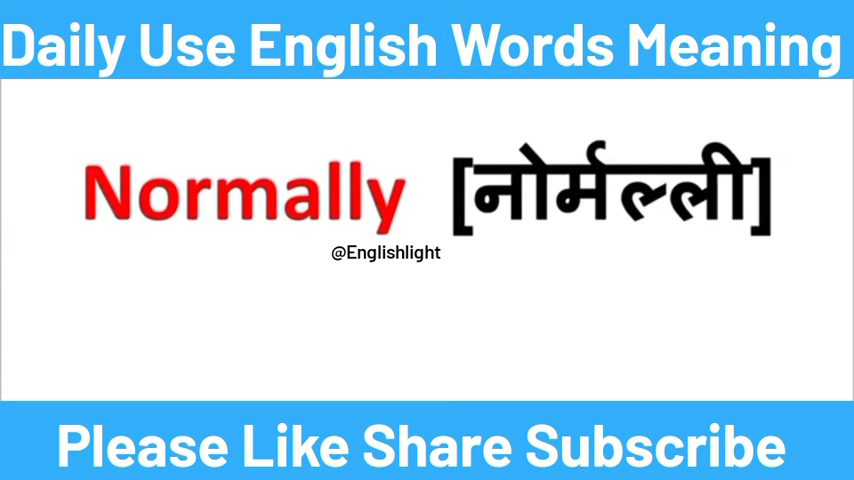 Daily Use English Words Meaning
Normally [नोर्मल्ली]
@Englishlight
Please Like Share Subscribe